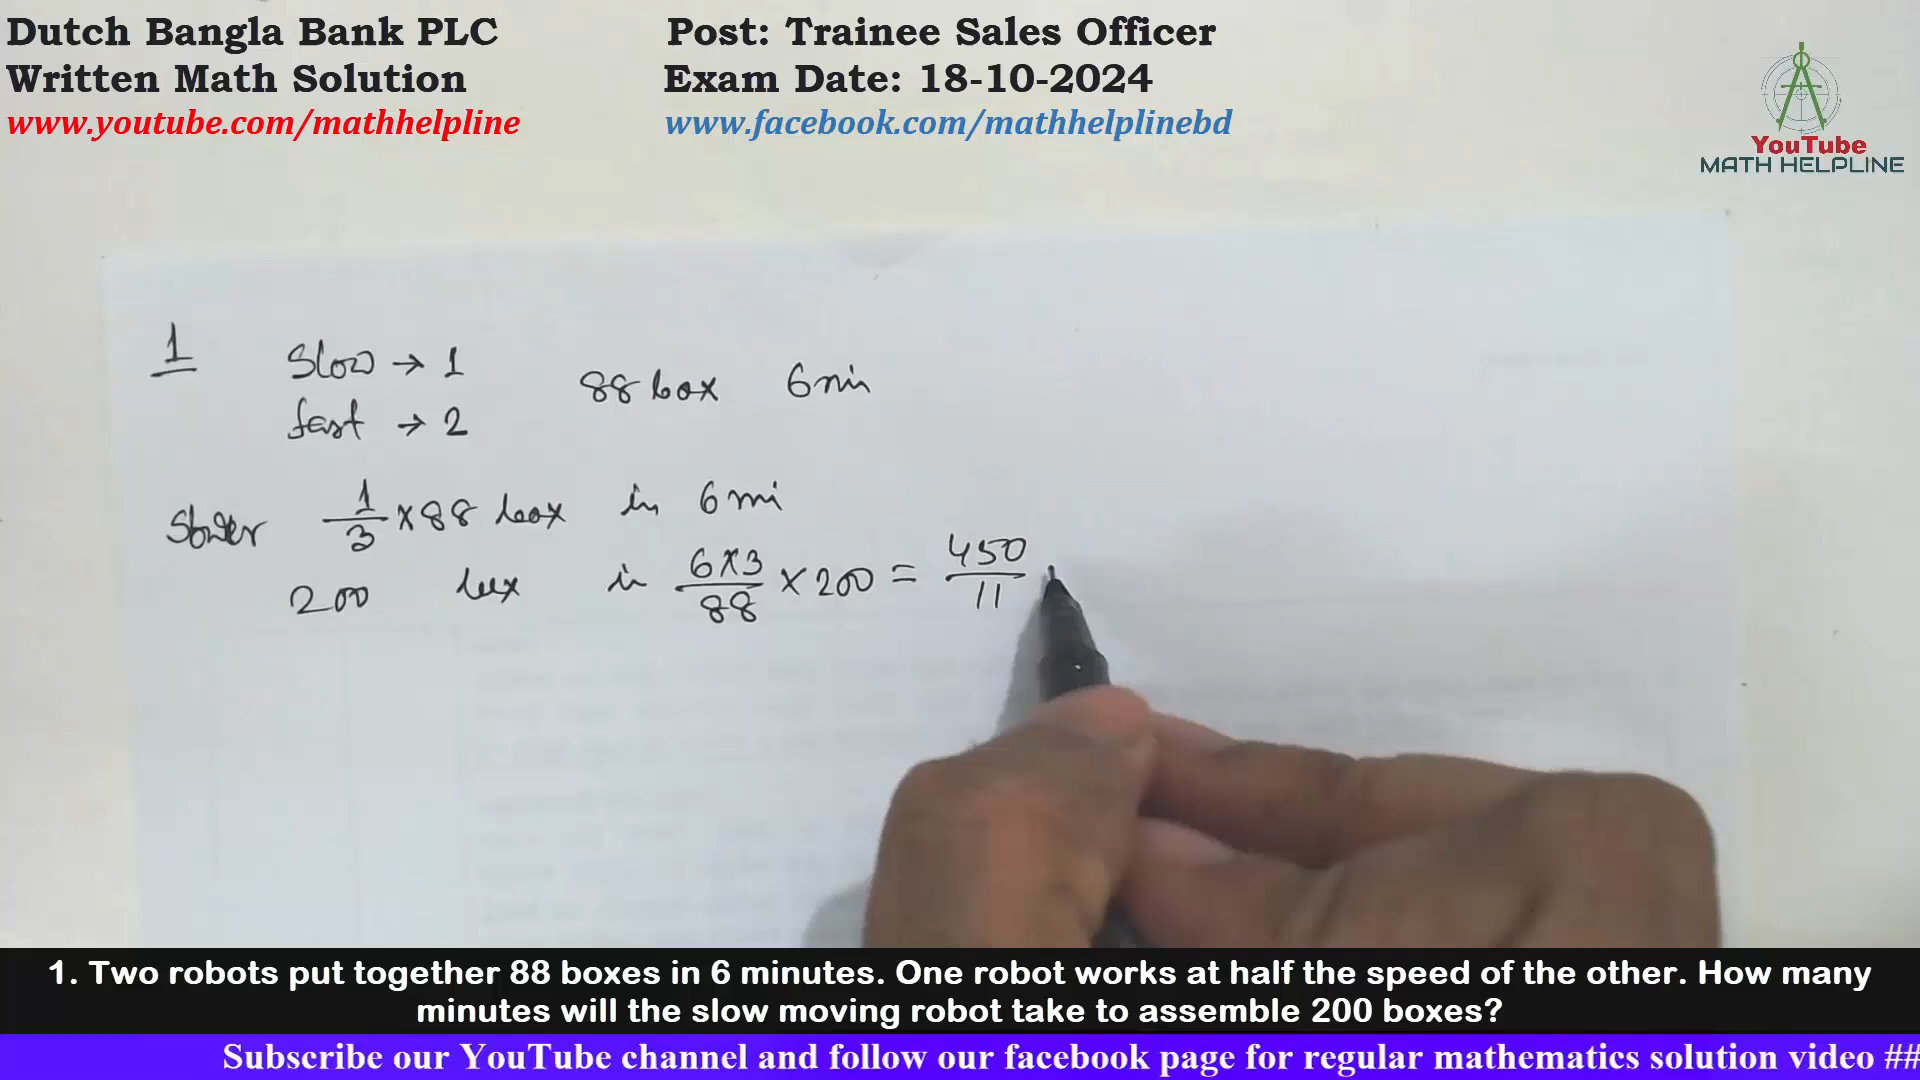 Dutch Bangla Bank PLC Post: Trainee Sales Officer
Written Math Solution Exam Date: 18-10-2024
www.youtube.com/mathhelpline www.facebook.com/mathhelplinebd
YouTube
MATH HELPLINE
1 Slow → 1
88 box 6 min
fast → 2
Slower 1/3 × 88 box in 6 mi
200 box in 6×3/88 × 200 = 450/11
1. Two robots put together 88 boxes in 6 minutes. One robot works at half the speed of the other. How many
minutes will the slow moving robot take to assemble 200 boxes?
Subscribe our YouTube channel and follow our facebook page for regular mathematics solution video ##